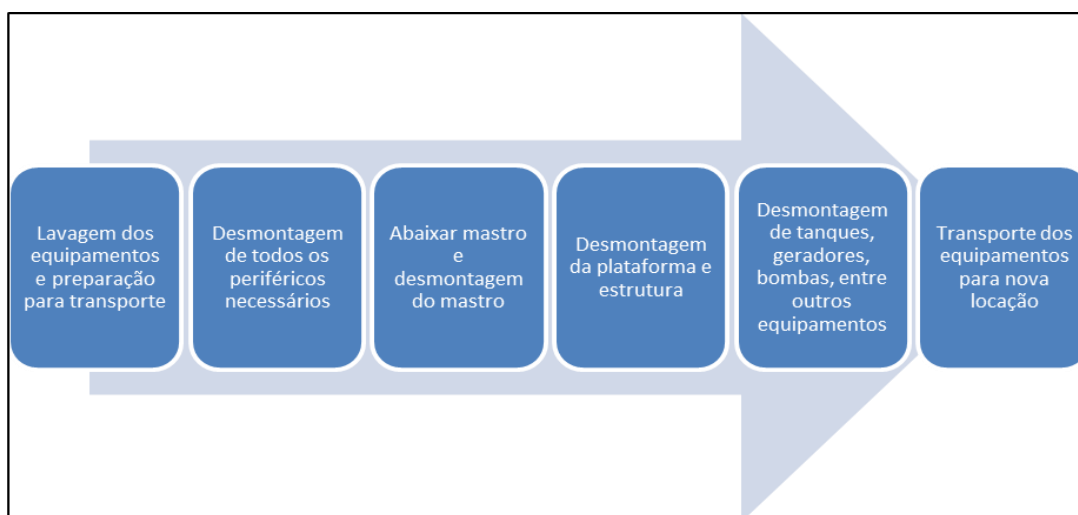 Lavagem dos
equipamentos
e preparação
para transporte
Desmontagem
de todos os
periféricos
necessários
Abaixar mastro
e
desmontagem
do mastro
Desmontagem
da plataforma e
estrutura
Desmontagem
de tanques,
geradores,
bombas, entre
outros
equipamentos
Transporte dos
equipamentos
para nova
locação